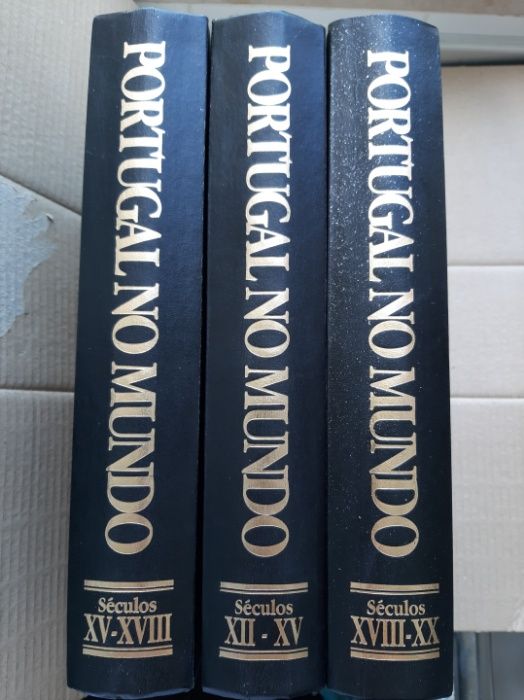 PORTUGAL NO MUNDO
Séculos
XV-XVIII
PORTUGAL NO MUNDO
Séculos
XII - XV
PORTUGAL NO MUNDO
Séculos
XVIII-XX